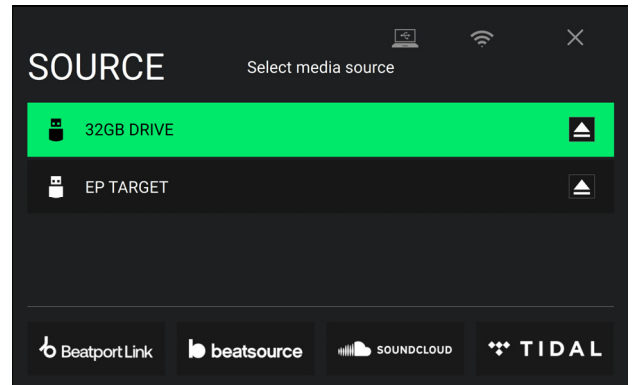 SOURCE
Select media source
32GB DRIVE
EP TARGET
Beatport Link
beatsource
SOUNDCLOUD
TIDAL